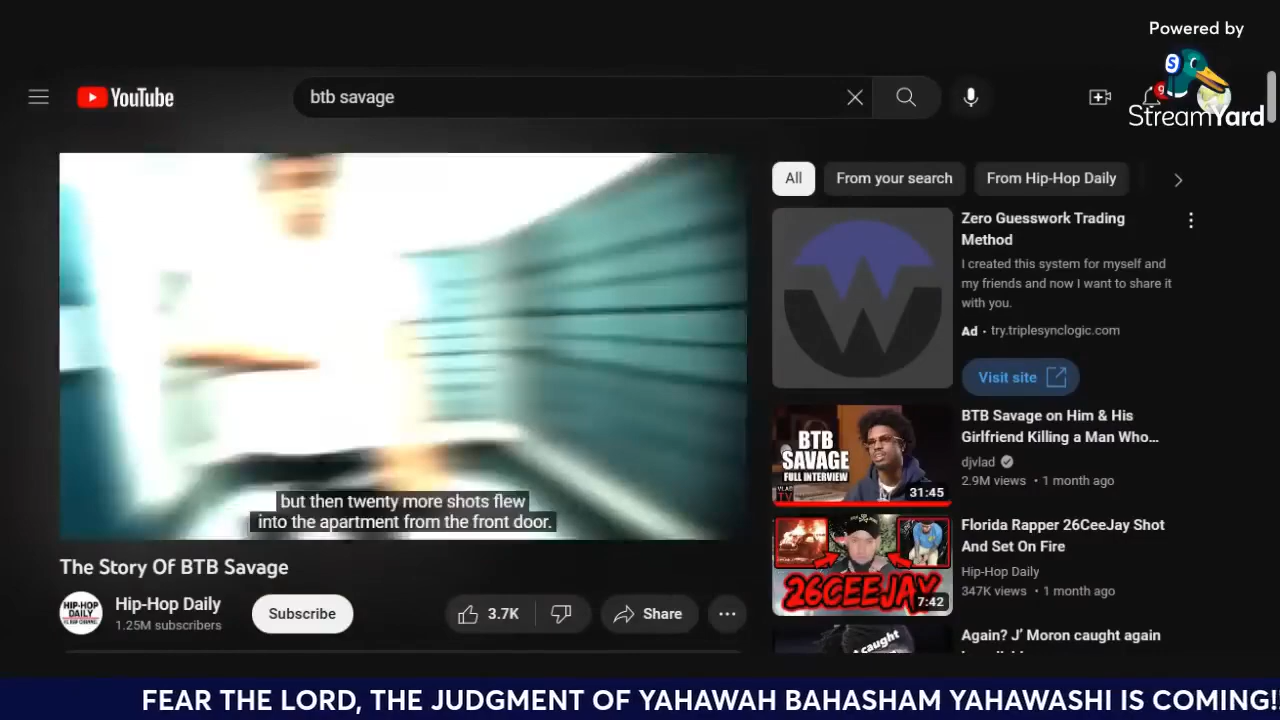 Powered by
StreamYard
YouTube
btb savage
9
S
but then twenty more shots flew
into the apartment from the front door.
The Story Of BTB Savage
HIP-HOP
DAILY
Hip-Hop Daily
1.25M subscribers
Subscribe
3.7K
Share
All
From your search
From Hip-Hop Daily
Zero Guesswork Trading
Method
I created this system for myself and
my friends and now I want to share it
with you.
Ad · try.triplesynclogic.com
Visit site
BTB
SAVAGE
FULL INTERVIEW
VLAD
TV
31:45
BTB Savage on Him & His
Girlfriend Killing a Man Who...
djvlad
2.9M views · 1 month ago
26CEEJAY
7:42
Florida Rapper 26CeeJay Shot
And Set On Fire
Hip-Hop Daily
347K views · 1 month ago
caught
Again? J’ Moron caught again
FEAR THE LORD, THE JUDGMENT OF YAHAWAH BAHASHAM YAHAWASHI IS COMING!